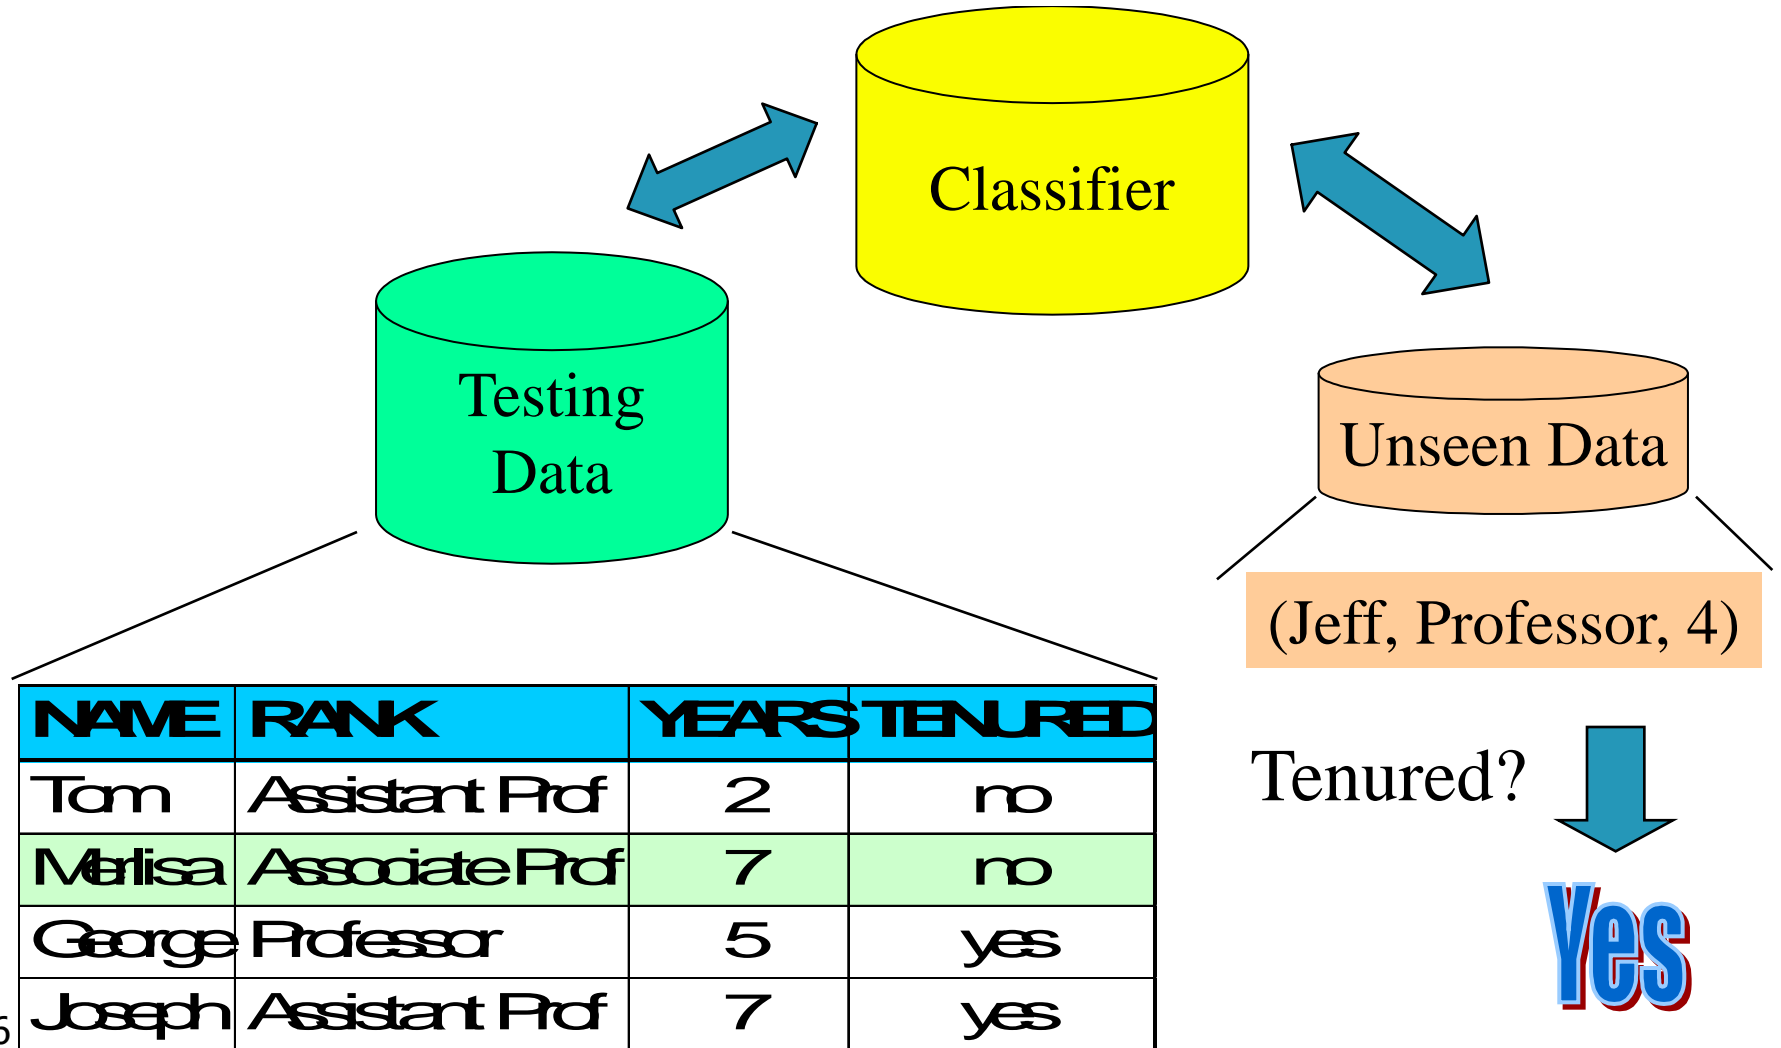 Classifier
Testing
Data
Unseen Data
(Jeff, Professor, 4)
NAME RANK YEARS TENURED
Tom Assistant Prof 2 no
Merlisa Associate Prof 7 no
George Professor 5 yes
Joseph Assistant Prof 7 yes
Tenured?
Yes
6